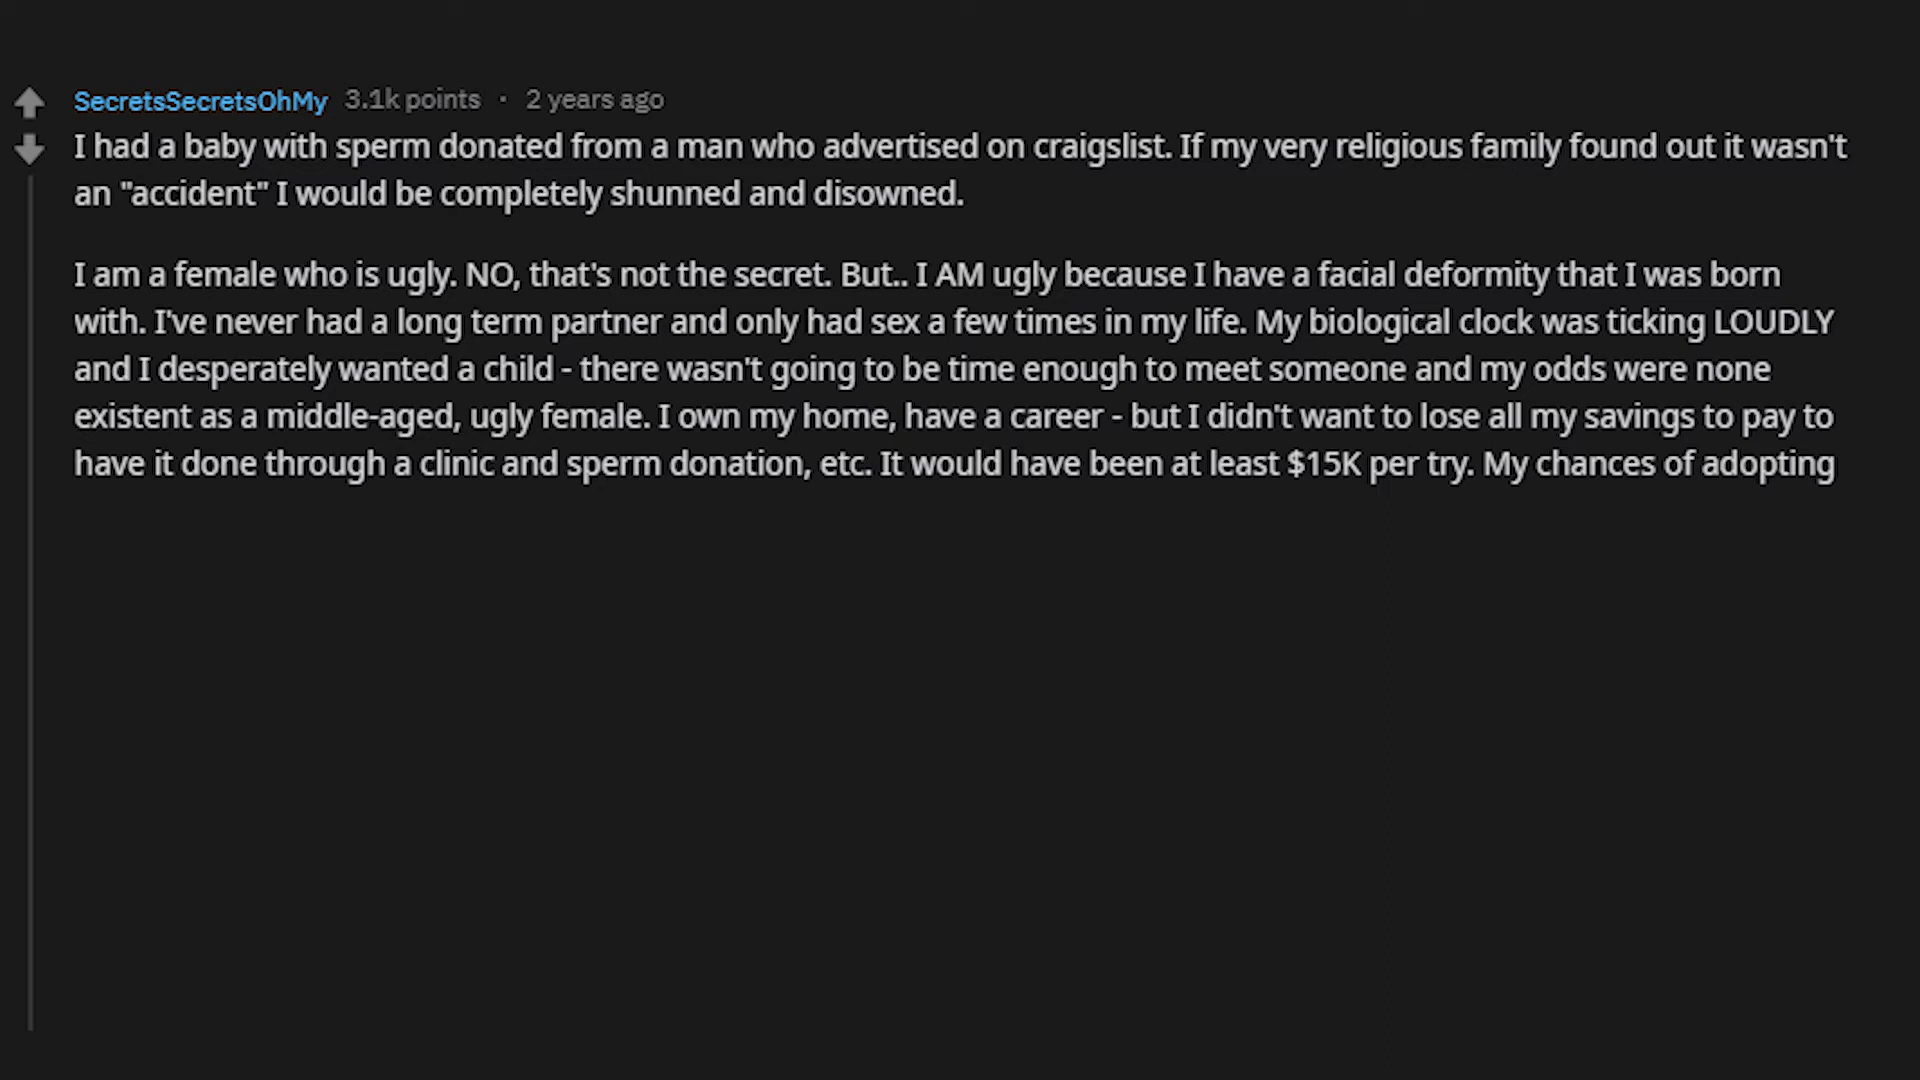 SecretsSecretsOhMy 3.1k points · 2 years ago
I had a baby with sperm donated from a man who advertised on craigslist. If my very religious family found out it wasn't
an "accident" I would be completely shunned and disowned.
I am a female who is ugly. NO, that's not the secret. But.. I AM ugly because I have a facial deformity that I was born
with. I've never had a long term partner and only had sex a few times in my life. My biological clock was ticking LOUDLY
and I desperately wanted a child - there wasn't going to be time enough to meet someone and my odds were none
existent as a middle-aged, ugly female. I own my home, have a career - but I didn't want to lose all my savings to pay to
have it done through a clinic and sperm donation, etc. It would have been at least $15K per try. My chances of adopting